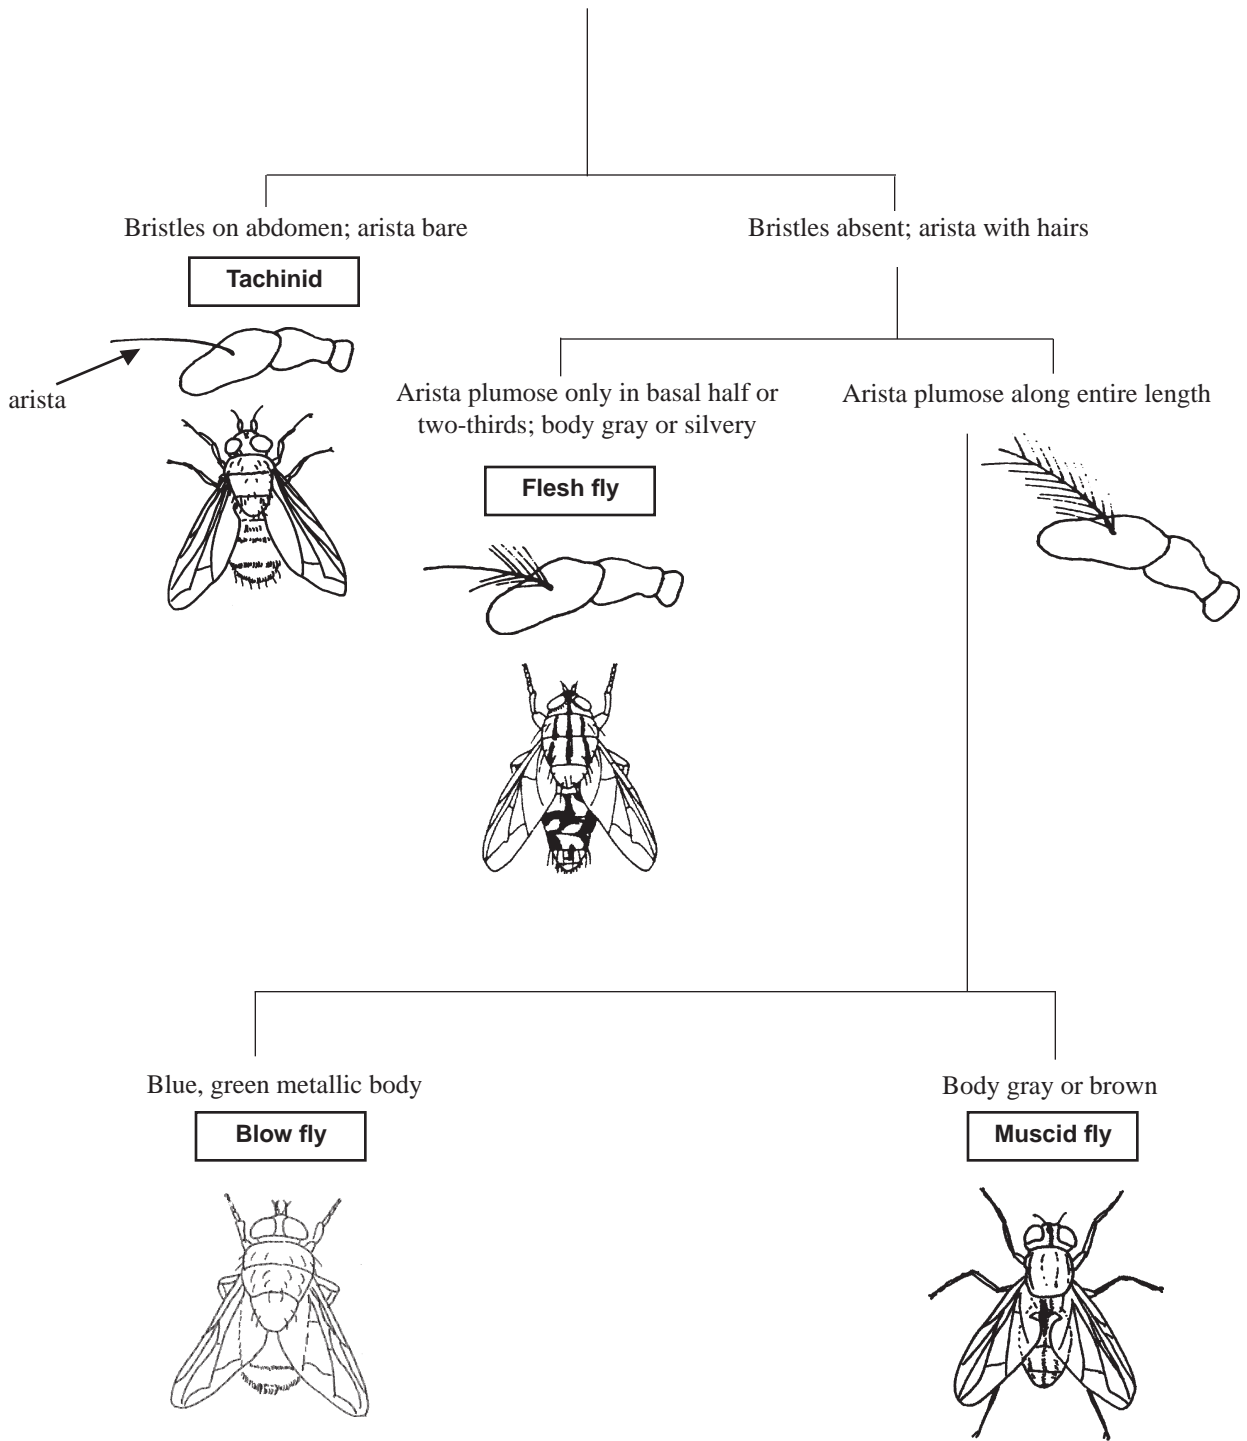 Bristles on abdomen; arista bare
Bristles absent; arista with hairs
Tachinid
arista
Arista plumose only in basal half or
two-thirds; body gray or silvery
Arista plumose along entire length
Flesh fly
Blue, green metallic body
Body gray or brown
Blow fly
Muscid fly